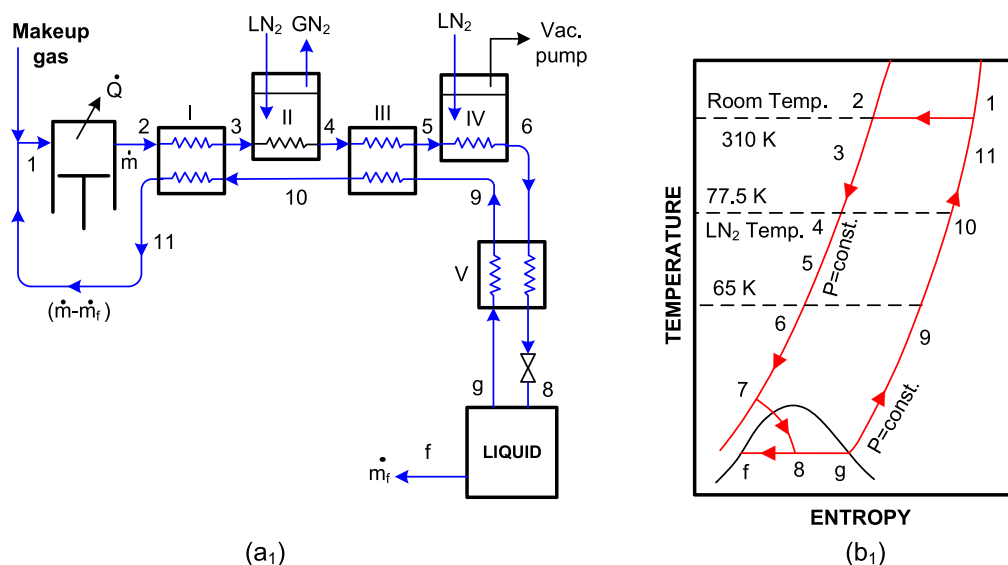 Makeup
gas
LN₂ GN₂
LN₂
Vac.
pump
Q̇
1
ṁ
2
I
3
II
4
III
5
IV
6
11
10
9
V
(ṁ-ṁf)
g
8
LIQUID
f
ṁf
(a₁)
TEMPERATURE
Room Temp.
310 K
2
1
3
11
77.5 K
LN₂ Temp.
4
10
5
P=const.
65 K
6
9
7
P=const.
f
8
g
ENTROPY
(b₁)